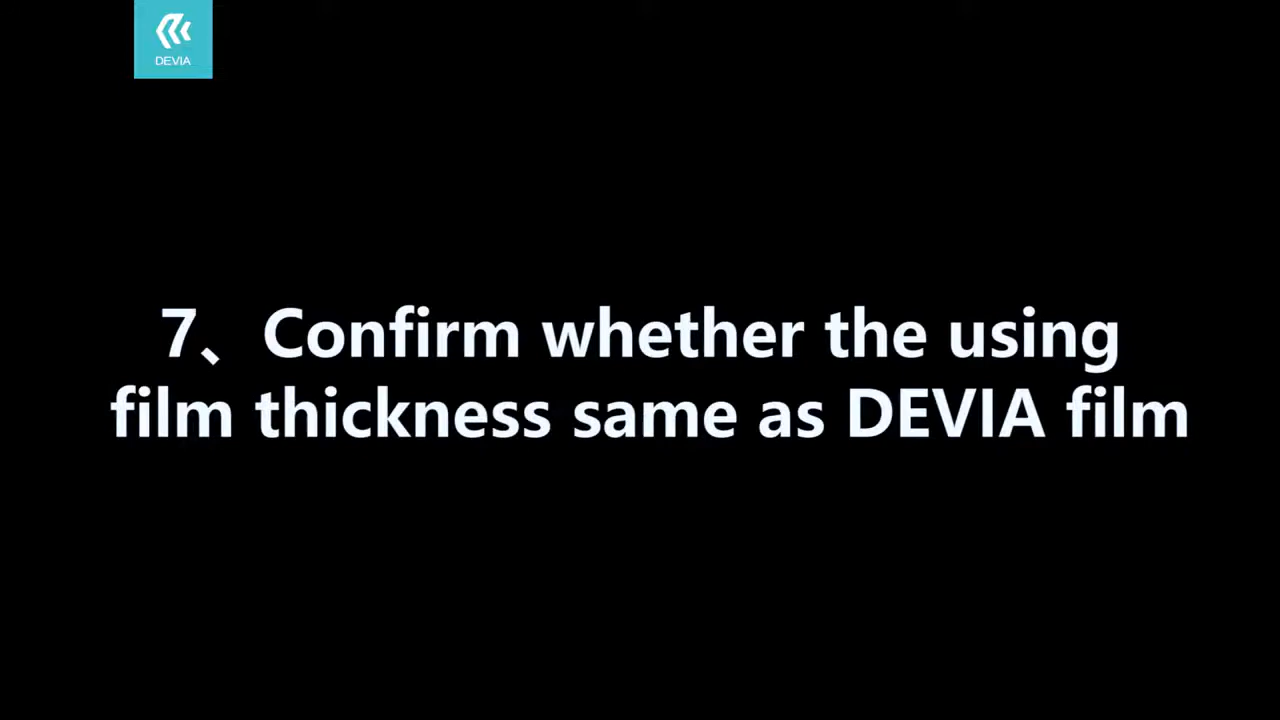 DEVIA
7、Confirm whether the using
film thickness same as DEVIA film